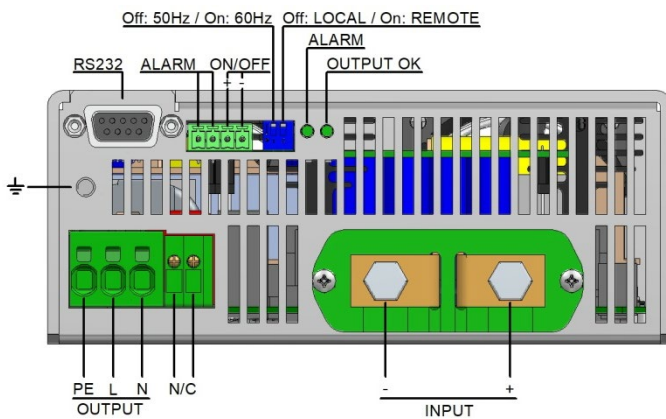 Off: 50Hz / On: 60Hz Off: LOCAL / On: REMOTE
ALARM
RS232 ALARM ON/OFF OUTPUT OK
+ -
PE L N N/C - +
OUTPUT INPUT